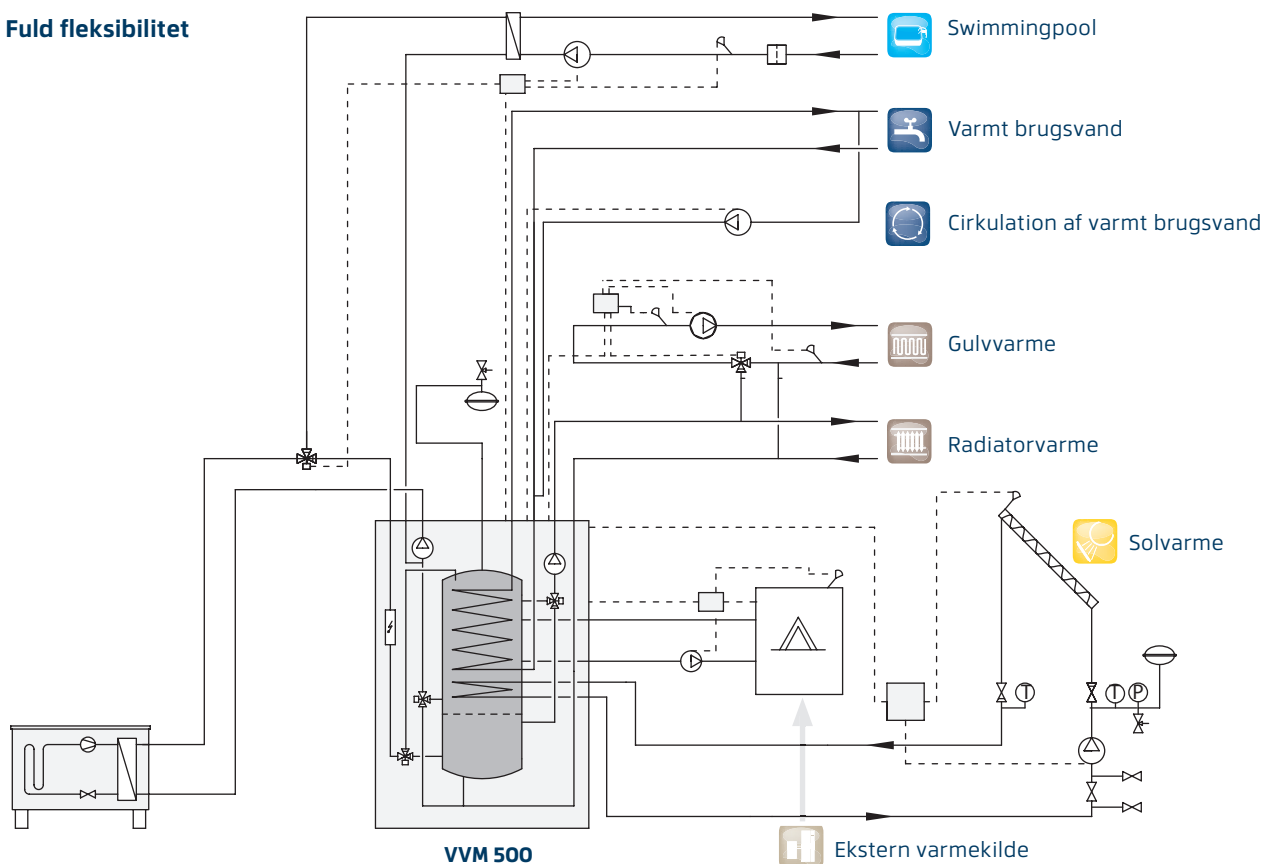 Fuld fleksibilitet
Swimmingpool
Varmt brugsvand
Cirkulation af varmt brugsvand
Gulvvarme
Radiatorvarme
Solvarme
T
T P
VVM 500
Ekstern varmekilde